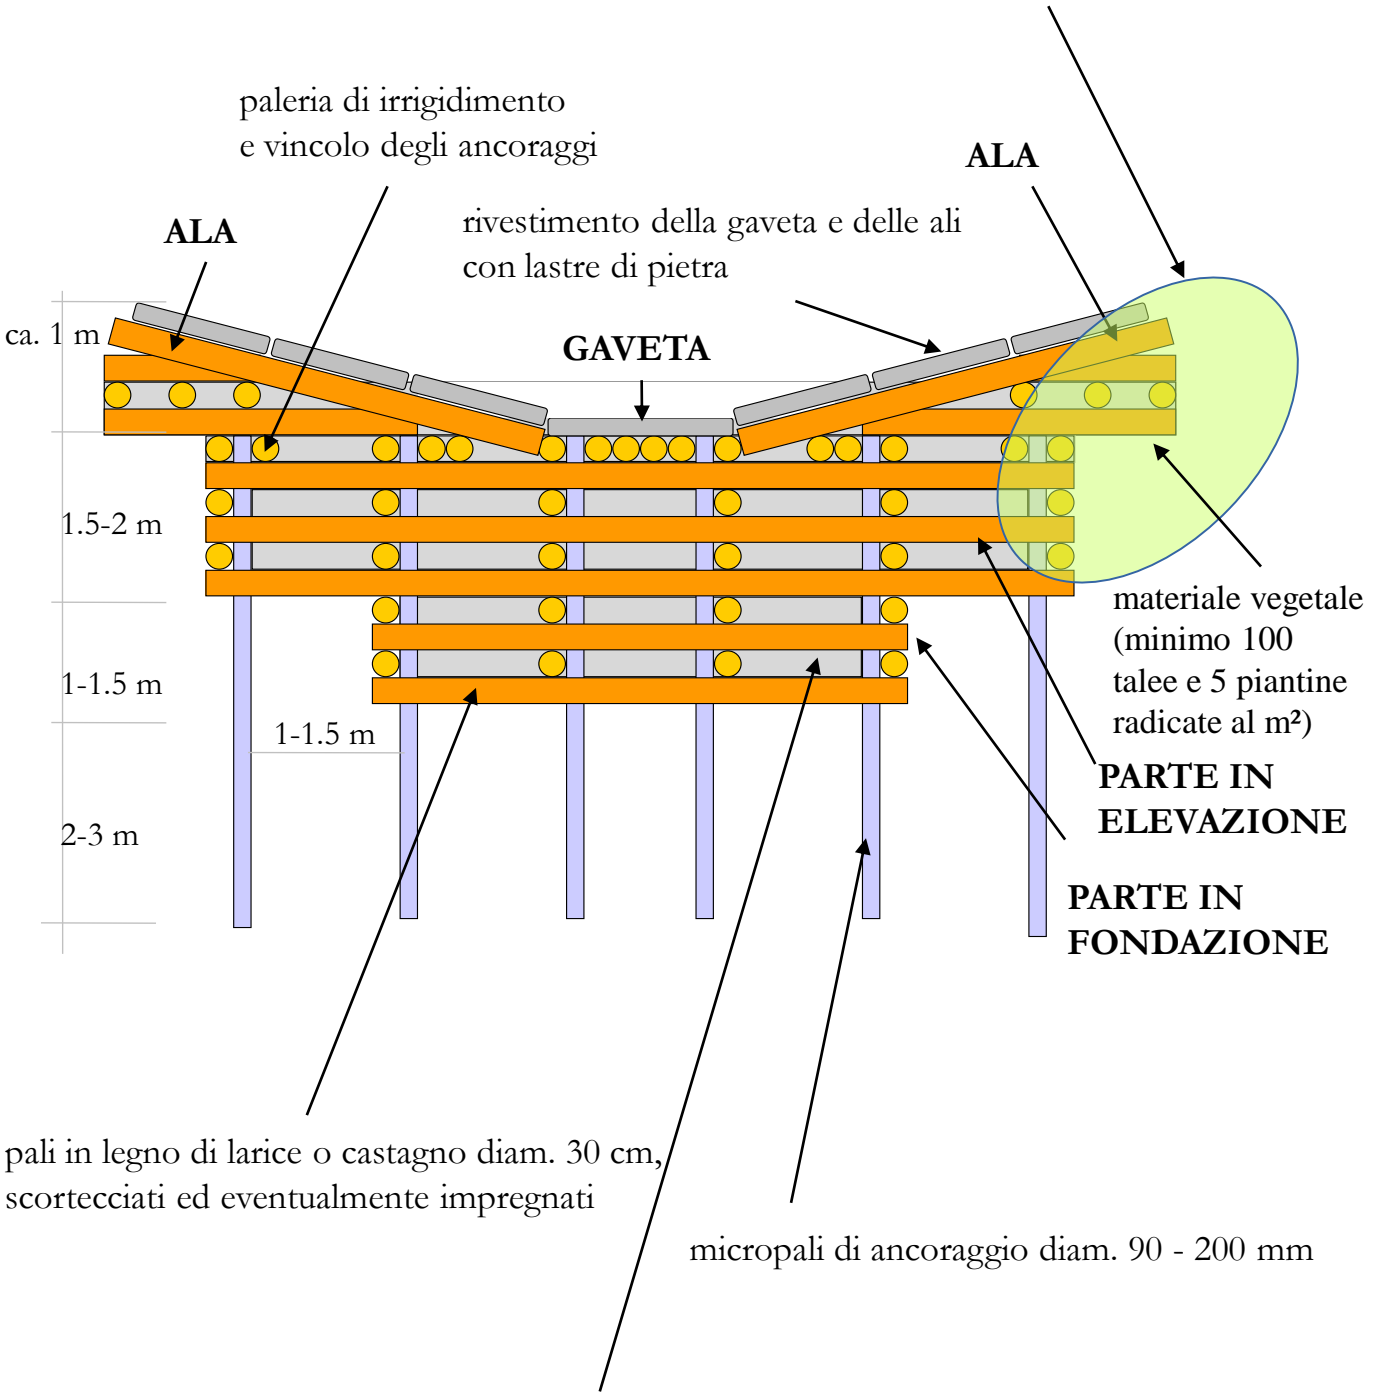 paleria di irrigidimento
e vincolo degli ancoraggi
ALA
ALA
rivestimento della gaveta e delle ali
con lastre di pietra
ca. 1 m
GAVETA
1.5-2 m
materiale vegetale
(minimo 100
talee e 5 piantine
radicate al m²)
1-1.5 m
1-1.5 m
PARTE IN
ELEVAZIONE
2-3 m
PARTE IN
FONDAZIONE
pali in legno di larice o castagno diam. 30 cm,
scortecciati ed eventualmente impregnati
micropali di ancoraggio diam. 90 - 200 mm